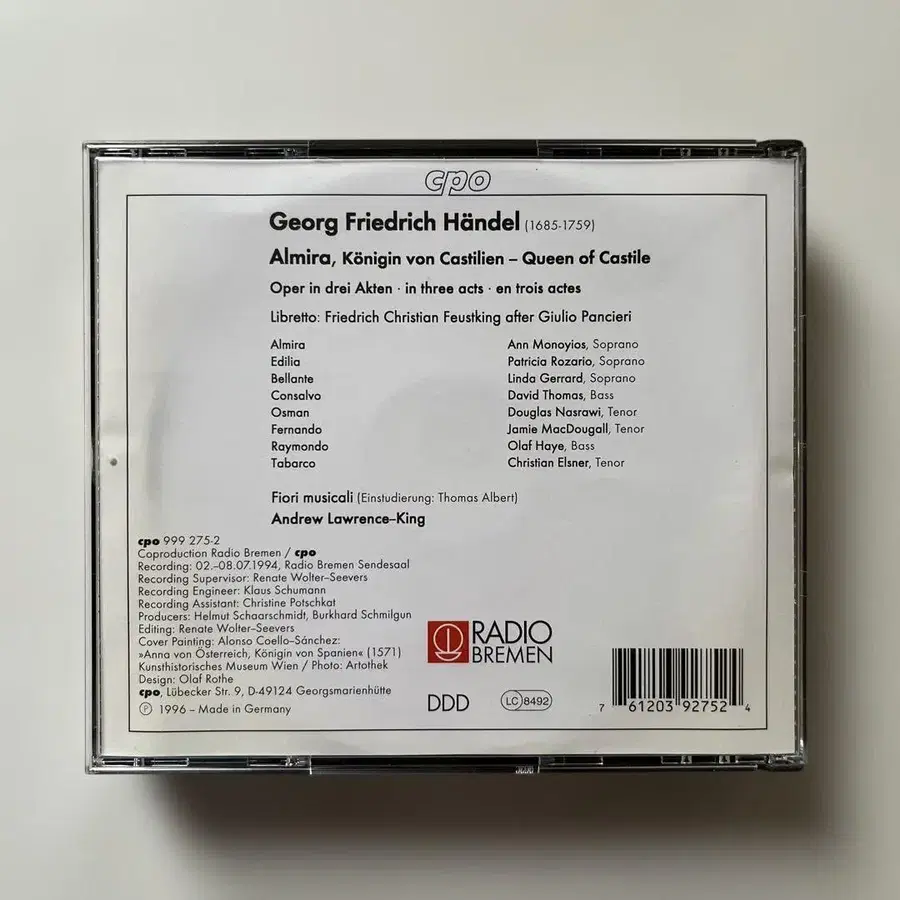 cpo
Georg Friedrich Händel (1685-1759)
Almira, Königin von Castilien – Queen of Castile
Oper in drei Akten · in three acts · en trois actes
Libretto: Friedrich Christian Feustking after Giulio Pancieri
Almira Ann Monoyios, Soprano
Edilia Patricia Rozario, Soprano
Bellante Linda Gerrard, Soprano
Consalvo David Thomas, Bass
Osman Douglas Nasrawi, Tenor
Fernando Jamie MacDougall, Tenor
Raymondo Olaf Haye, Bass
Tabarco Christian Elsner, Tenor
Fiori musicali (Einstudierung: Thomas Albert)
Andrew Lawrence–King
cpo 999 275-2
Coproduction Radio Bremen / cpo
Recording: 02.–08.07.1994, Radio Bremen Sendesaal
Recording Supervisor: Renate Wolter–Seevers
Recording Engineer: Klaus Schumann
Recording Assistant: Christine Potschkat
Producers: Helmut Schaarschmidt, Burkhard Schmilgun
Editing: Renate Wolter–Seevers
Cover Painting: Alonso Coello–Sánchez:
»Anna von Österreich, Königin von Spanien« (1571)
Kunsthistorisches Museum Wien / Photo: Artothek
Design: Olaf Rothe
cpo, Lübecker Str. 9, D-49124 Georgsmarienhütte
℗ 1996 – Made in Germany
RADIO
BREMEN
DDD
LC 8492
7 61203 92752 4